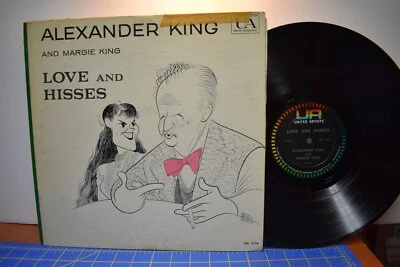 ALEXANDER KING
AND MARGIE KING
LOVE AND
HISSES
UA
UA
UNITED ARTISTS
LOVE AND HISSES
ALEXANDER KING
AND
MARGIE KING